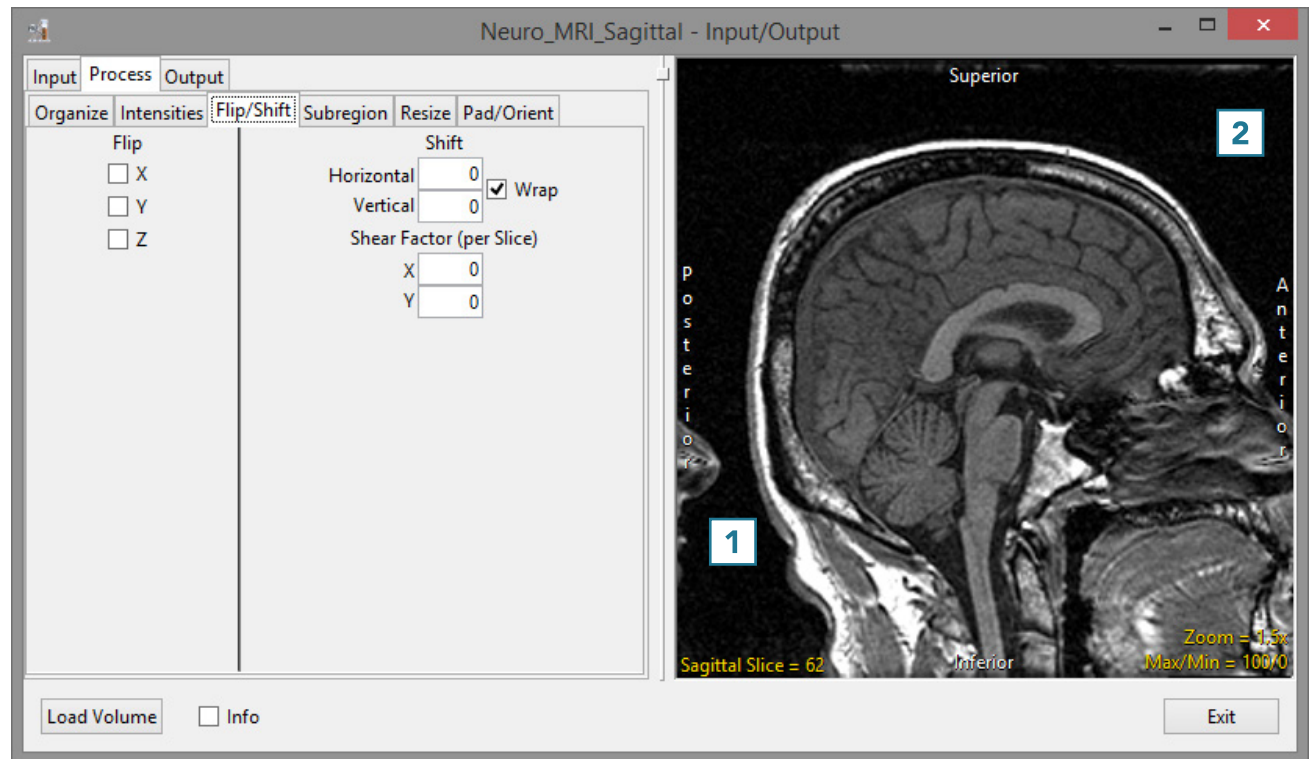 Neuro_MRI_Sagittal - Input/Output
Input Process Output
Organize Intensities Flip/Shift Subregion Resize Pad/Orient
Flip
X
Y
Z
Shift
Horizontal 0
Vertical 0
Wrap
Shear Factor (per Slice)
X 0
Y 0
Superior
2
Posterior
Anterior
1
Sagittal Slice = 62
Inferior
Zoom = 1.5x
Max/Min = 100/0
Load Volume
Info
Exit